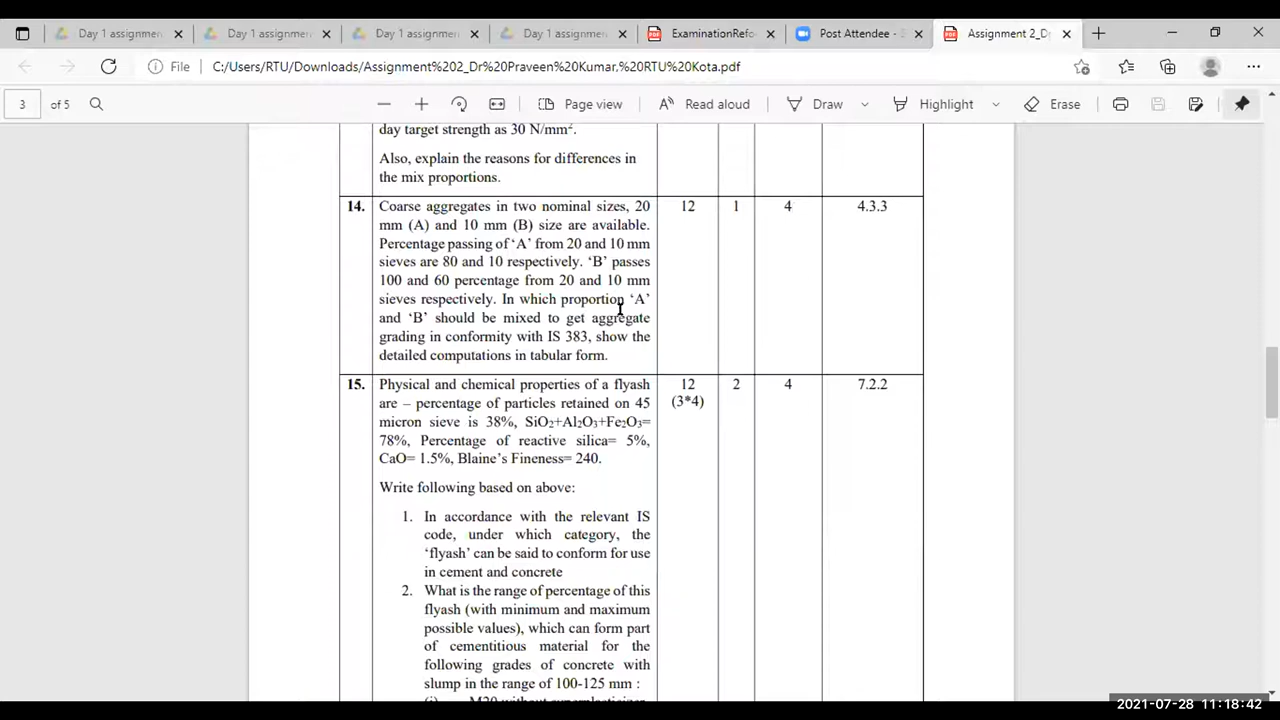 Day 1 assignmen
Day 1 assignmen
Day 1 assignmen
Day 1 assignmen
ExaminationRefo
Post Attendee - S
Assignment 2_Dr
File
C:/Users/RTU/Downloads/Assignment%202_Dr%20Praveen%20Kumar,%20RTU%20Kota.pdf
3
of 5
Page view
Read aloud
Draw
Highlight
Erase
day target strength as 30 N/mm².
Also, explain the reasons for differences in
the mix proportions.
14. Coarse aggregates in two nominal sizes, 20 12 1 4 4.3.3
mm (A) and 10 mm (B) size are available.
Percentage passing of ‘A’ from 20 and 10 mm
sieves are 80 and 10 respectively. ‘B’ passes
100 and 60 percentage from 20 and 10 mm
sieves respectively. In which proportion ‘A’
and ‘B’ should be mixed to get aggregate
grading in conformity with IS 383, show the
detailed computations in tabular form.
15. Physical and chemical properties of a flyash 12 2 4 7.2.2
are – percentage of particles retained on 45 (3*4)
micron sieve is 38%, SiO₂+Al₂O₃+Fe₂O₃=
78%, Percentage of reactive silica= 5%,
CaO= 1.5%, Blaine’s Fineness= 240.
Write following based on above:
1. In accordance with the relevant IS
code, under which category, the
‘flyash’ can be said to conform for use
in cement and concrete
2. What is the range of percentage of this
flyash (with minimum and maximum
possible values), which can form part
of cementitious material for the
following grades of concrete with
slump in the range of 100-125 mm :
(i) M20 without superplasticizer
2021-07-28 11:18:42